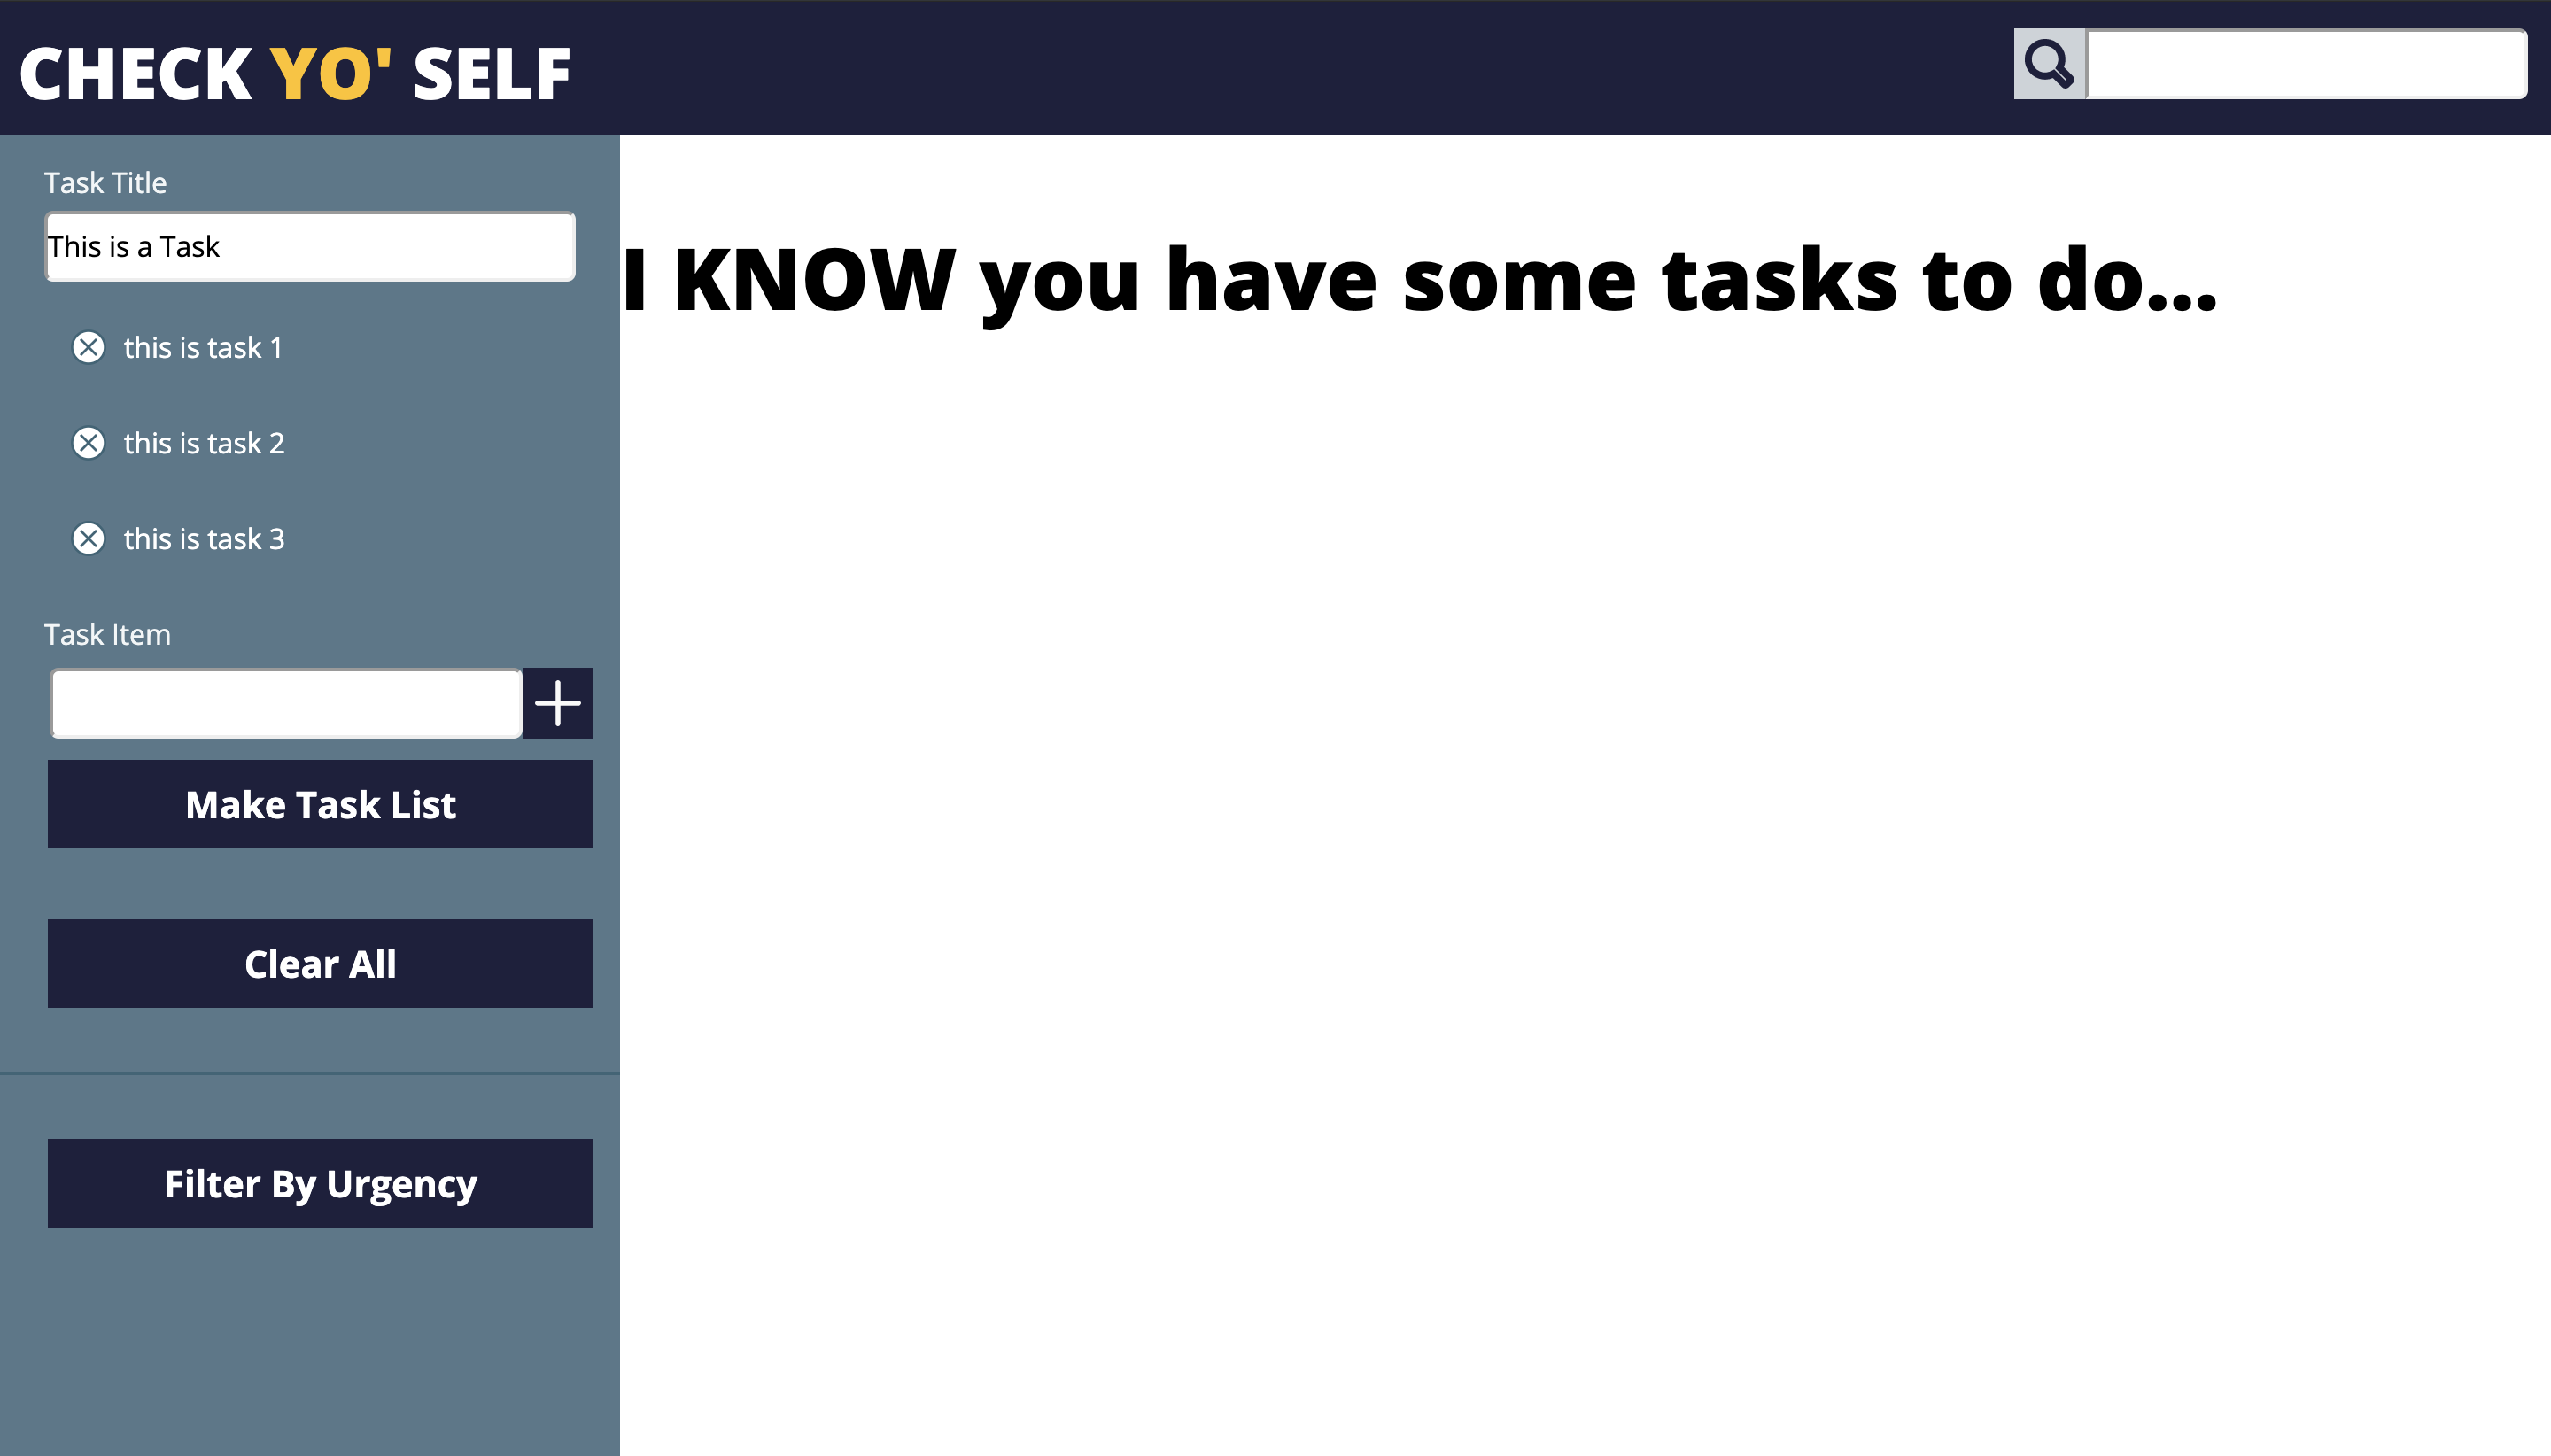 CHECK YO' SELF
Task Title
This is a Task
this is task 1
this is task 2
this is task 3
Task Item
Make Task List
Clear All
Filter By Urgency
I KNOW you have some tasks to do...